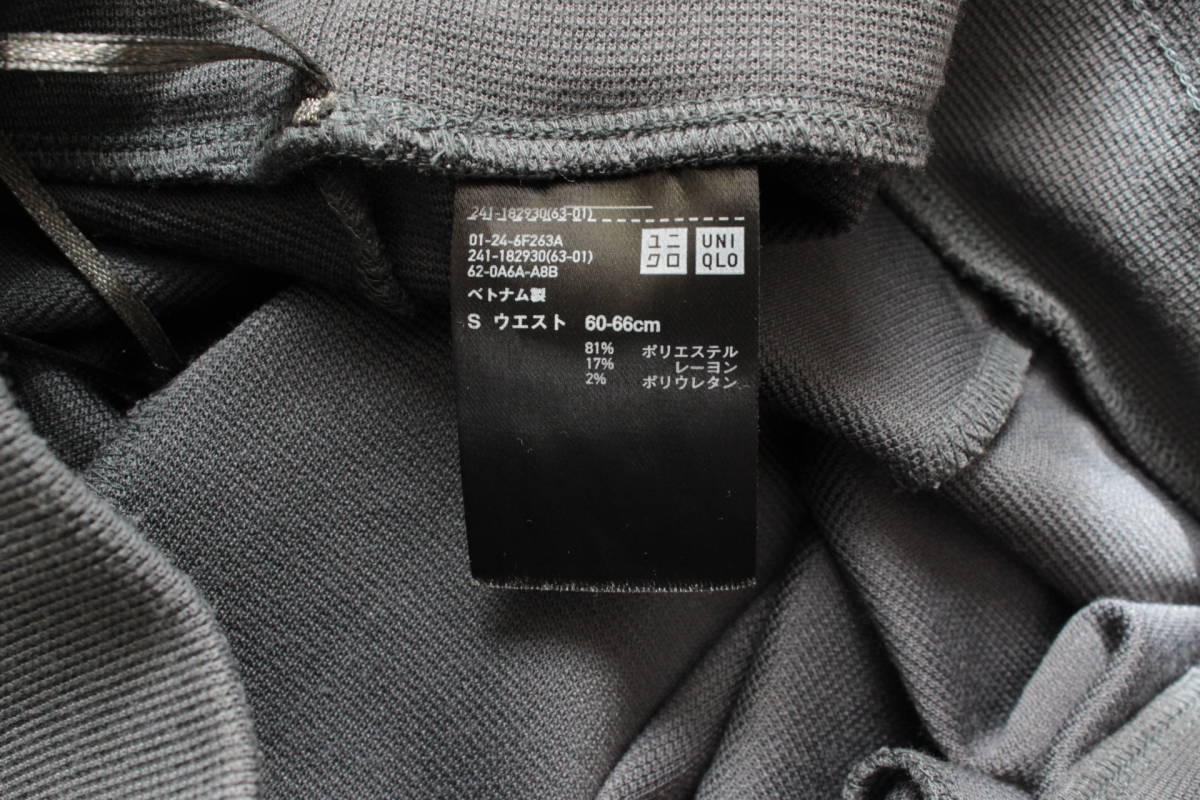 241-182930(63-01)
01-24-6F263A
241-182930(63-01)
62-0A6A-A8B
ユニクロ
UNIQLO
ベトナム製
S ウエスト 60-66cm
81% ポリエステル
17% レーヨン
2% ポリウレタン